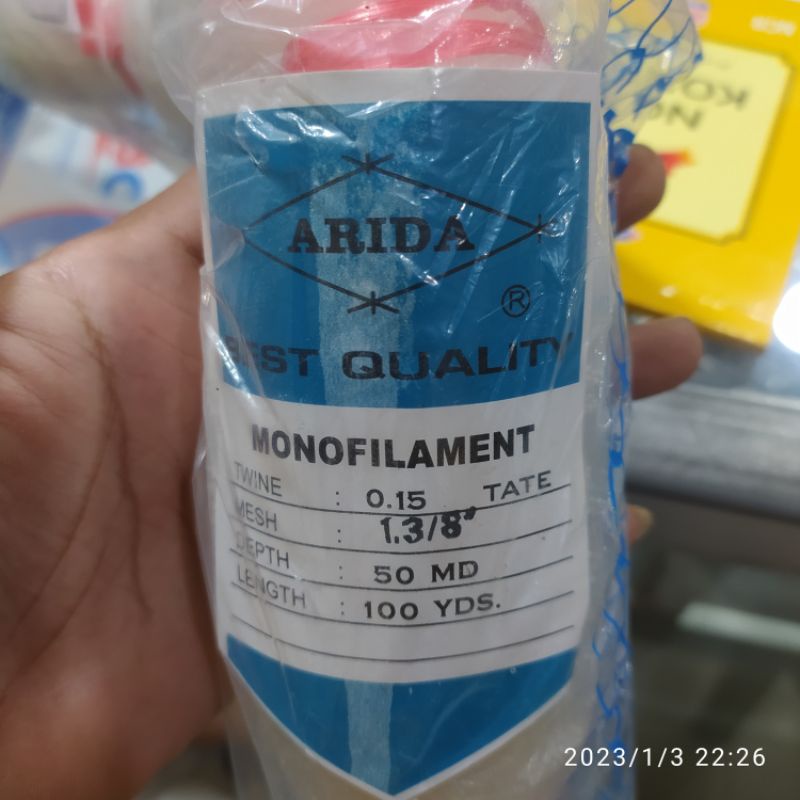 ARIDA
®
BEST QUALITY
MONOFILAMENT
TWINE : 0.15 TATE
MESH : 1.3/8"
DEPTH : 50 MD
LENGTH : 100 YDS.
2023/1/3 22:26